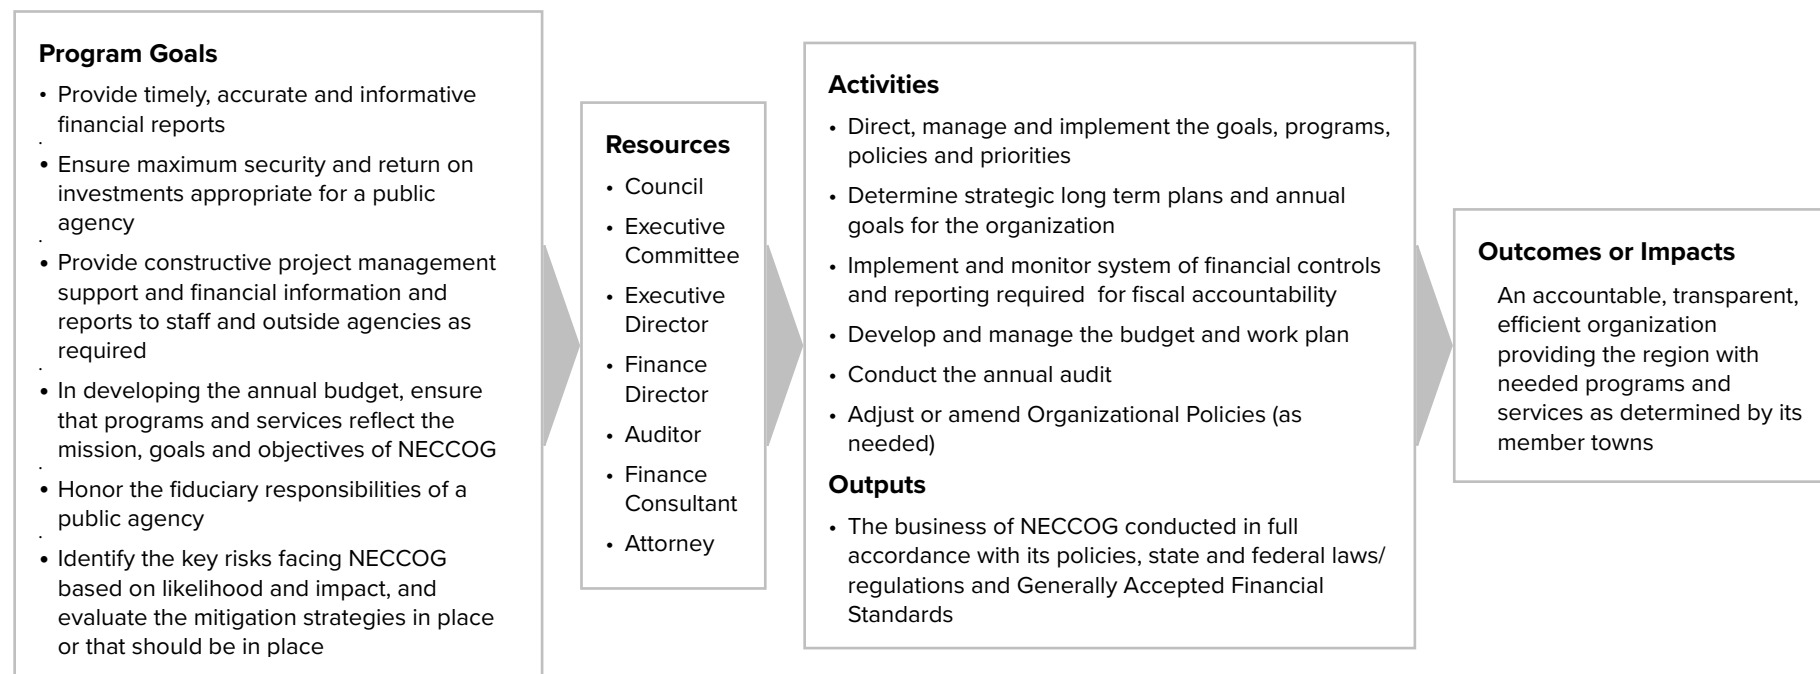 Program Goals
• Provide timely, accurate and informative
financial reports
• Ensure maximum security and return on
investments appropriate for a public
agency
• Provide constructive project management
support and financial information and
reports to staff and outside agencies as
required
• In developing the annual budget, ensure
that programs and services reflect the
mission, goals and objectives of NECCOG
• Honor the fiduciary responsibilities of a
public agency
• Identify the key risks facing NECCOG
based on likelihood and impact, and
evaluate the mitigation strategies in place
or that should be in place
Resources
• Council
• Executive
Committee
• Executive
Director
• Finance
Director
• Auditor
• Finance
Consultant
• Attorney
Activities
• Direct, manage and implement the goals, programs,
policies and priorities
• Determine strategic long term plans and annual
goals for the organization
• Implement and monitor system of financial controls
and reporting required  for fiscal accountability
• Develop and manage the budget and work plan
• Conduct the annual audit
• Adjust or amend Organizational Policies (as
needed)
Outputs
• The business of NECCOG conducted in full
accordance with its policies, state and federal laws/
regulations and Generally Accepted Financial
Standards
Outcomes or Impacts
An accountable, transparent,
efficient organization
providing the region with
needed programs and
services as determined by its
member towns